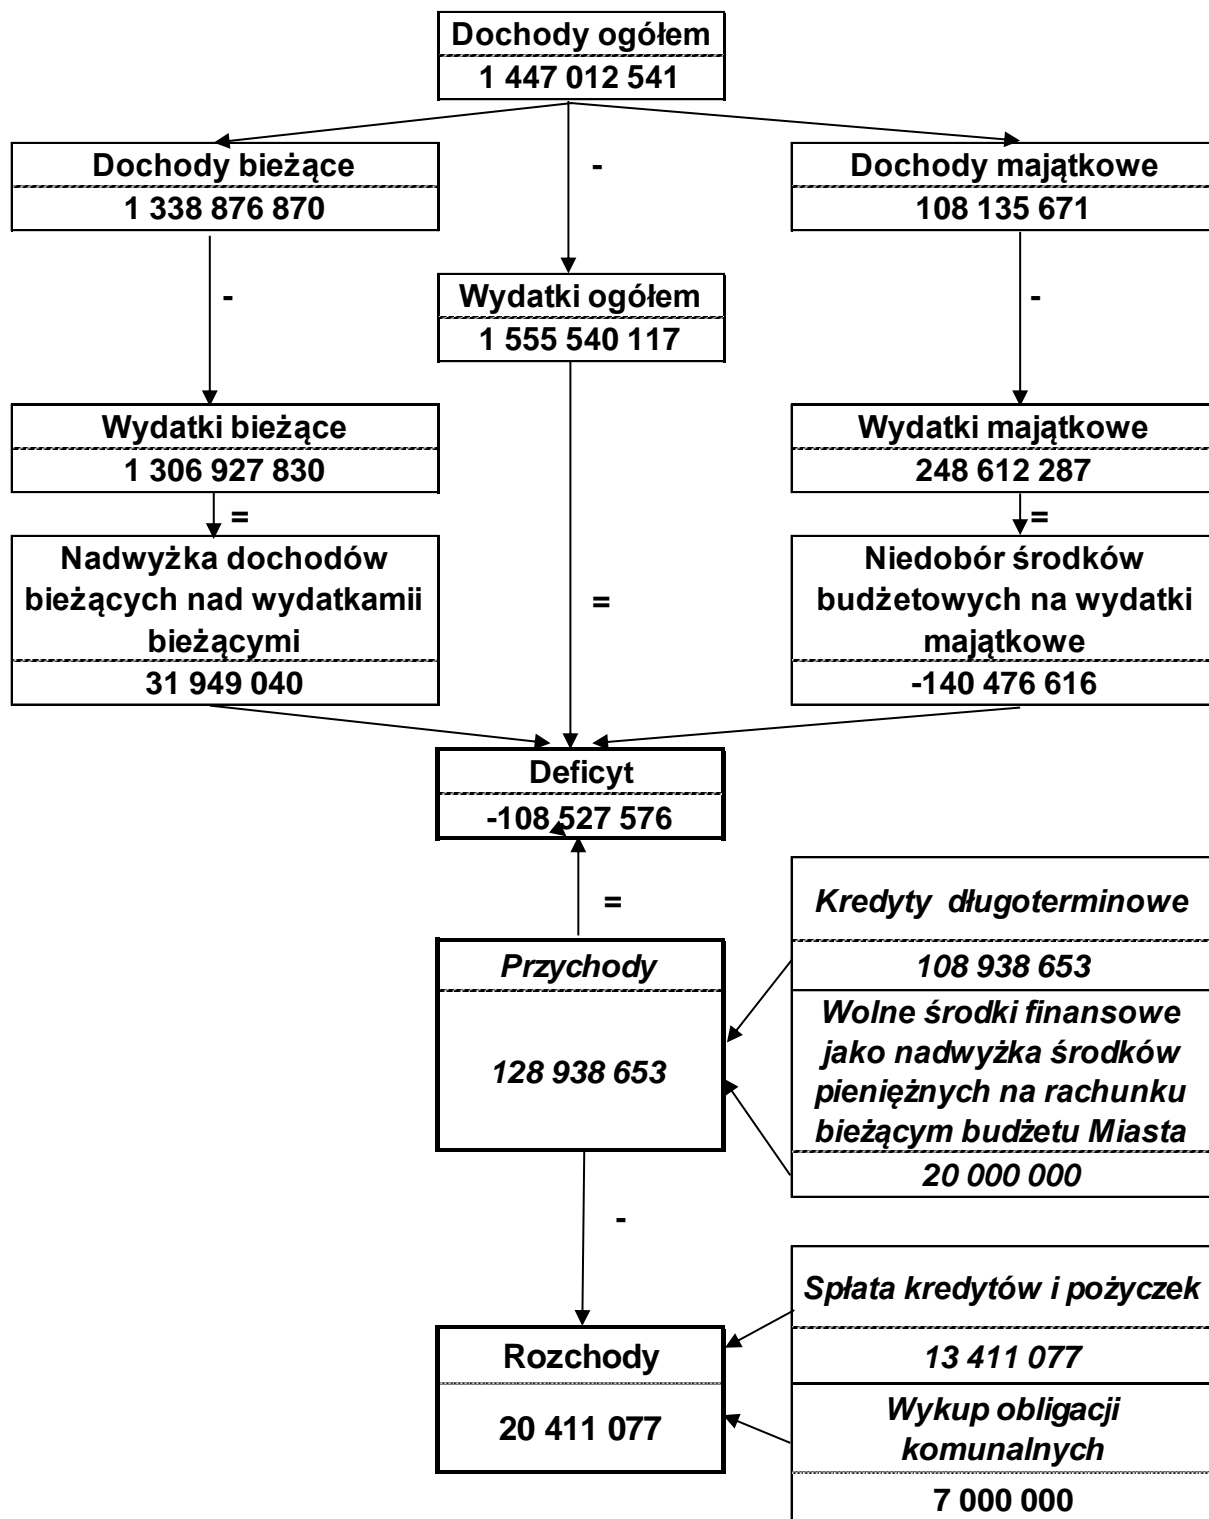 Dochody ogółem
1 447 012 541
Dochody bieżące
1 338 876 870
-
Dochody majątkowe
108 135 671
-
Wydatki ogółem
1 555 540 117
-
Wydatki bieżące
1 306 927 830
Wydatki majątkowe
248 612 287
=
=
Nadwyżka dochodów
bieżących nad wydatkamii
bieżącymi
31 949 040
=
Niedobór środków
budżetowych na wydatki
majątkowe
-140 476 616
Deficyt
-108 527 576
=
Przychody
128 938 653
Kredyty długoterminowe
108 938 653
Wolne środki finansowe
jako nadwyżka środków
pieniężnych na rachunku
bieżącym budżetu Miasta
20 000 000
-
Rozchody
20 411 077
Spłata kredytów i pożyczek
13 411 077
Wykup obligacji
komunalnych
7 000 000